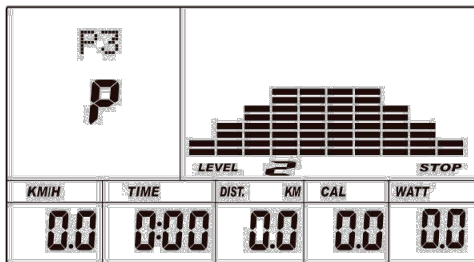 P3
P
LEVEL 2 STOP
KM/H TIME DIST. KM CAL WATT
0.0 0:00 0.0 0.0 0.0